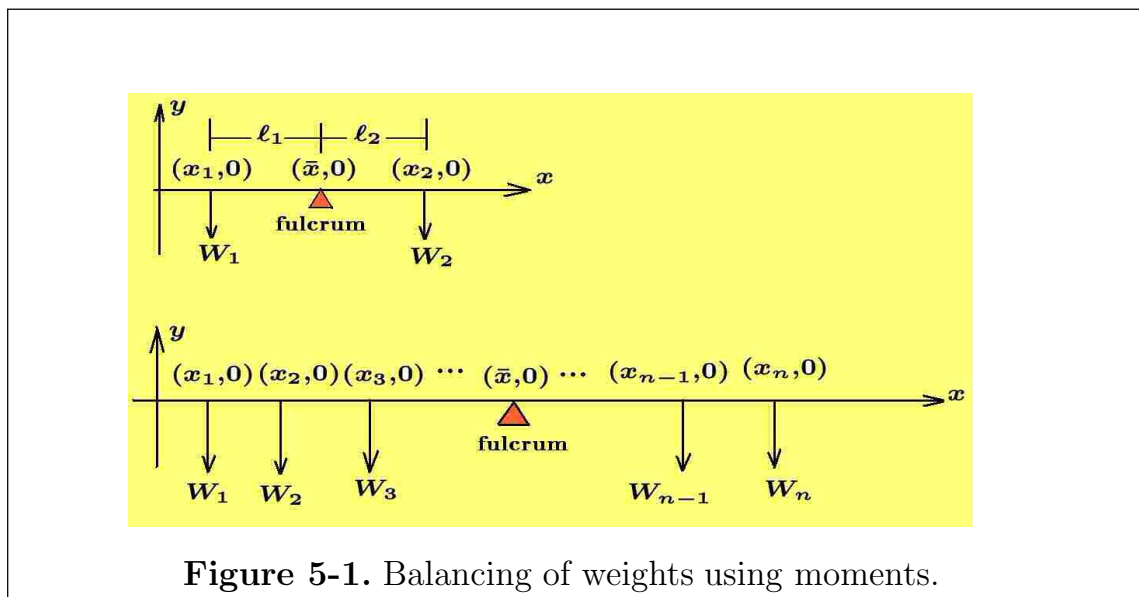 y
ℓ₁ ℓ₂
(x₁,0) (x̄,0) (x₂,0) x
fulcrum
W₁ W₂
y
(x₁,0) (x₂,0) (x₃,0) ⋯ (x̄,0) ⋯ (xₙ₋₁,0) (xₙ,0)
x
fulcrum
W₁ W₂ W₃ Wₙ₋₁ Wₙ
Figure 5-1. Balancing of weights using moments.